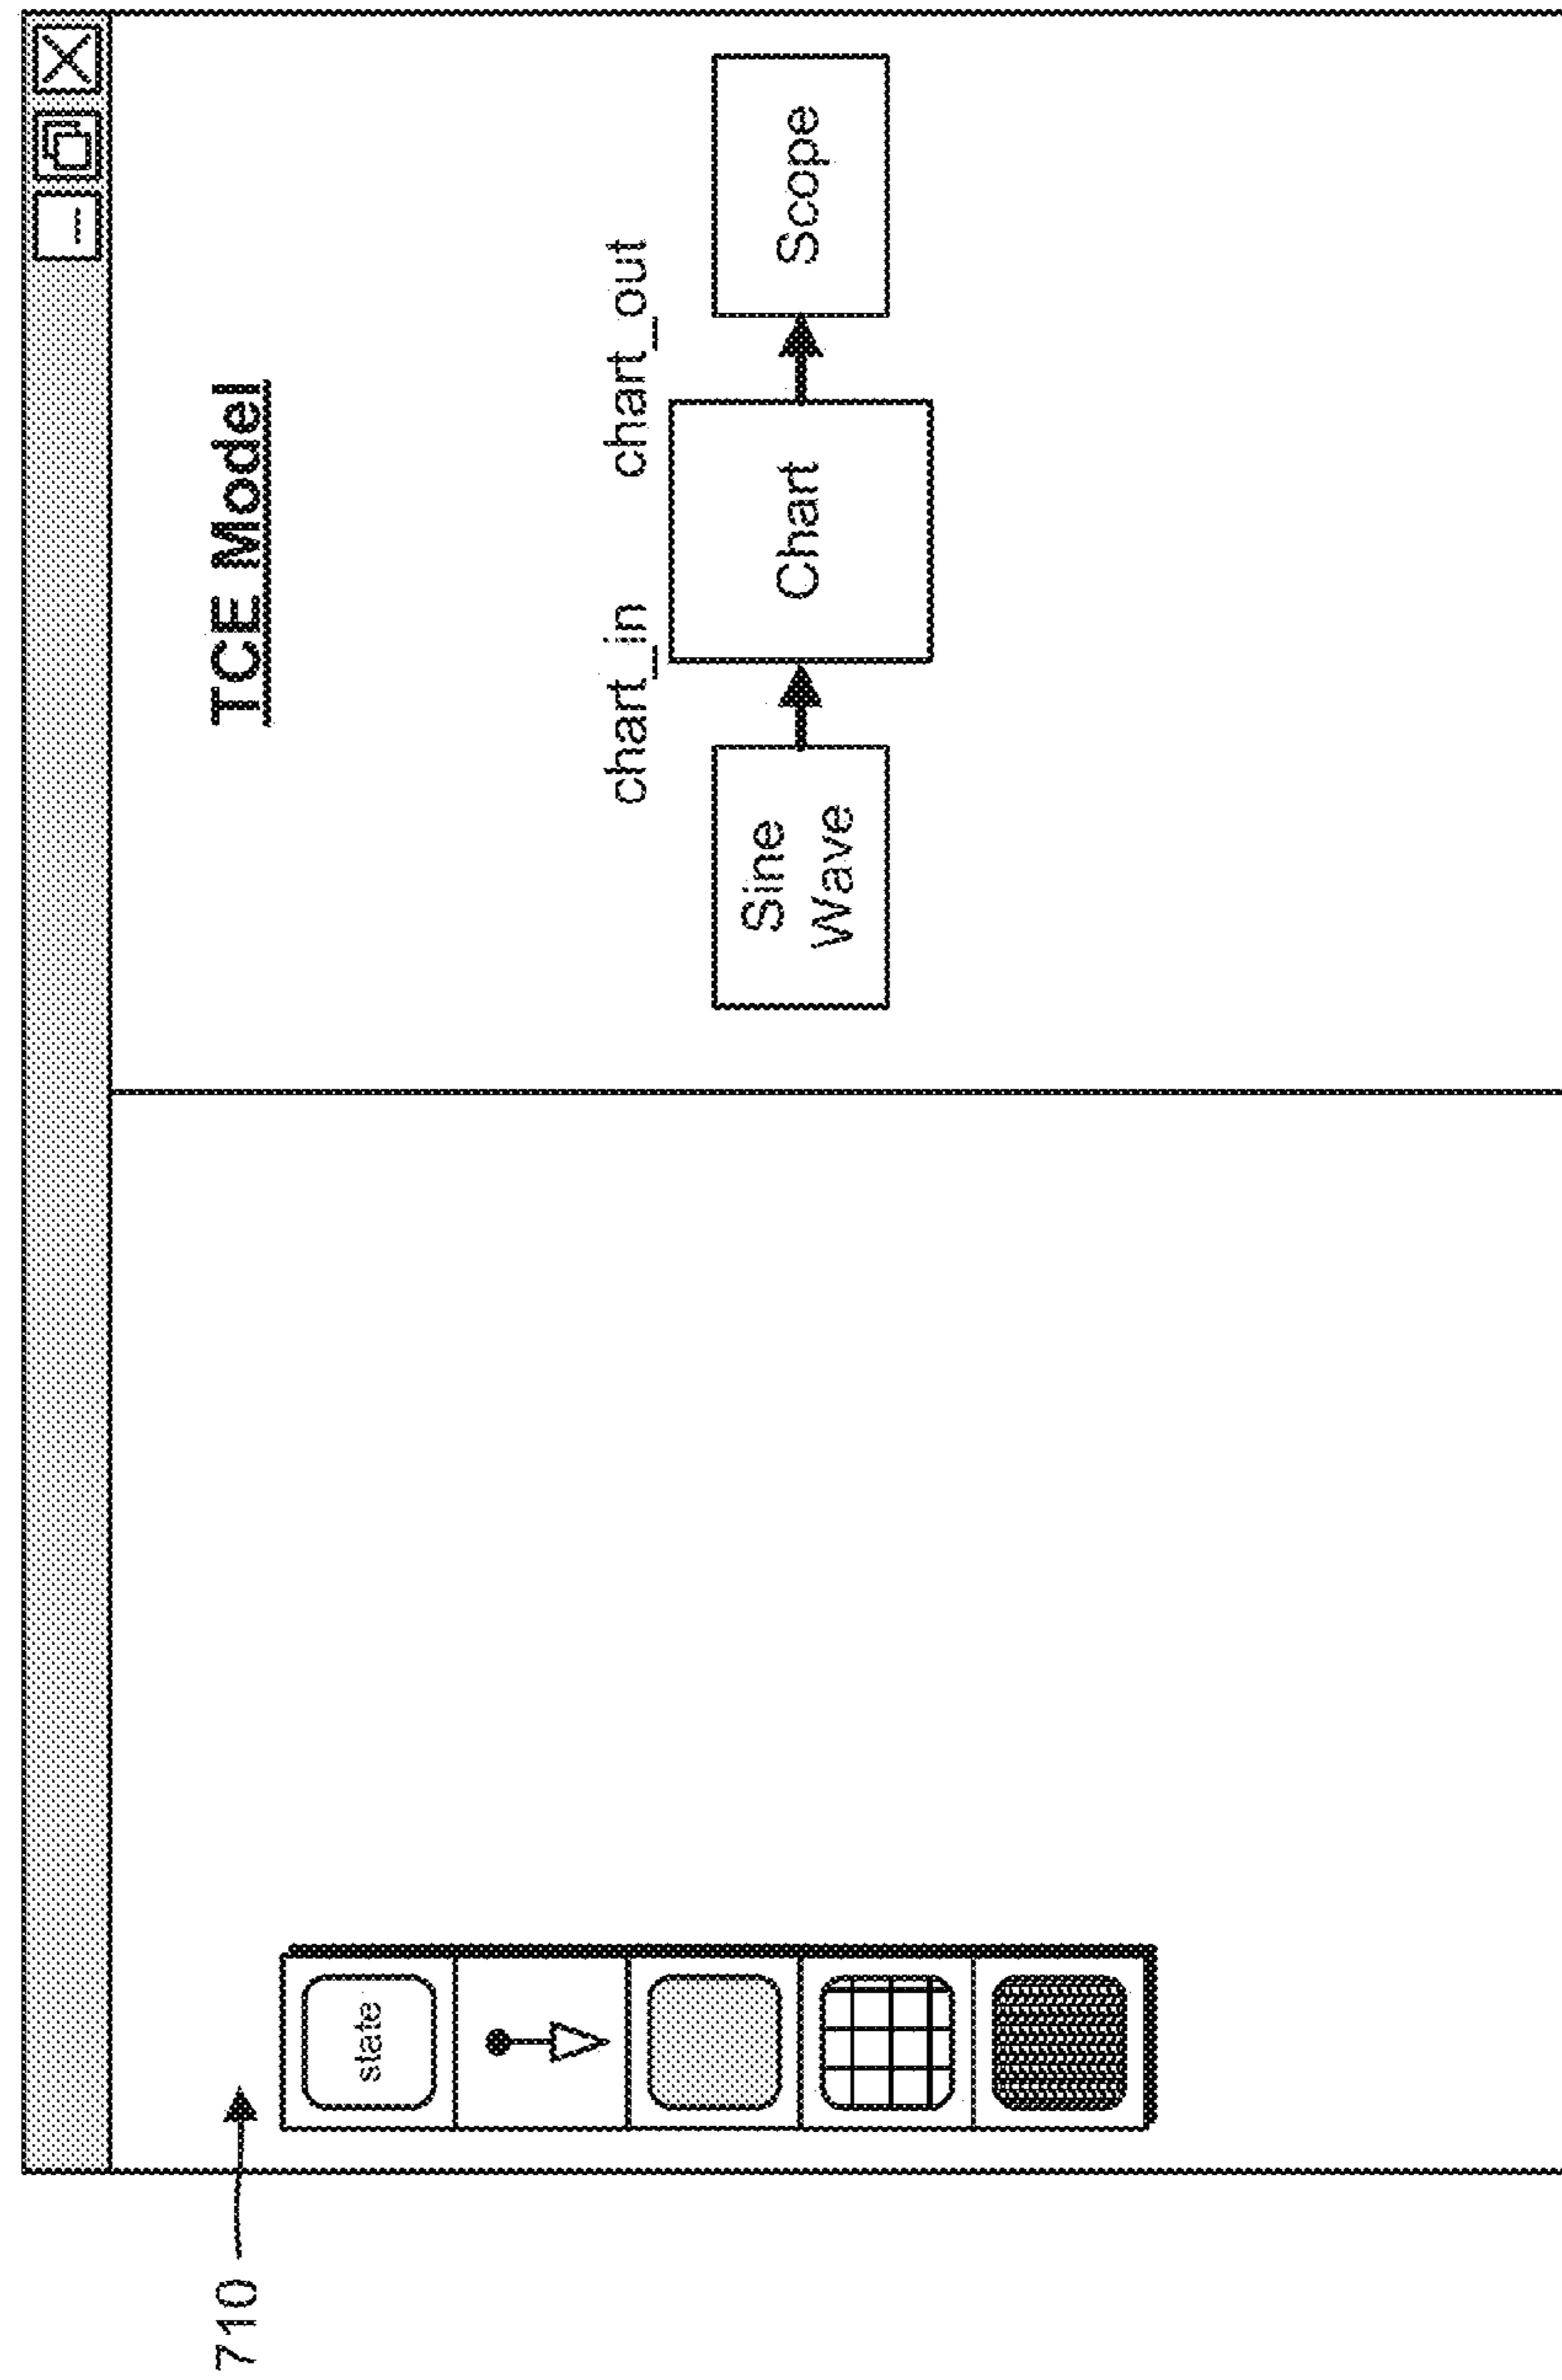 710
state
TCE Model
chart_in
chart_out
Sine
Wave
Chart
Scope